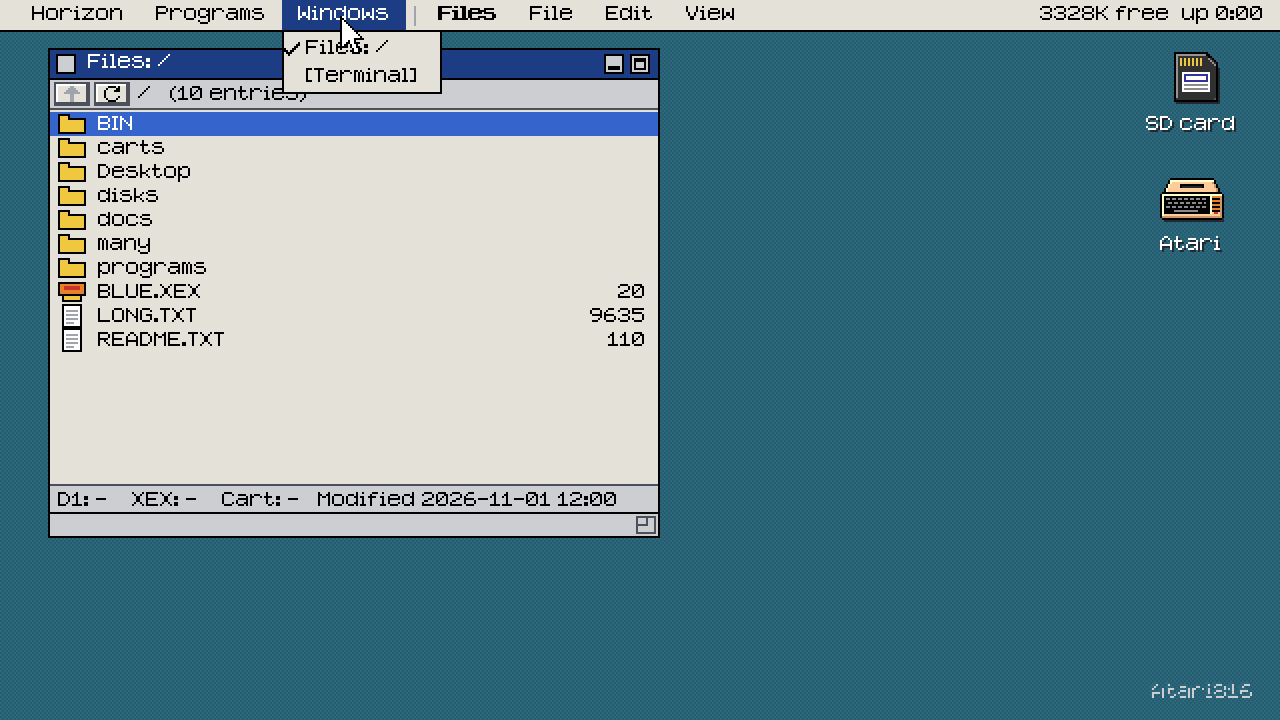 Horizon Programs Windows | Files File Edit View 3328K free up 0:00
Files: /
[Terminal]
Files: /
/ (10 entries)
BIN
carts
Desktop
disks
docs
many
programs
BLUE.XEX 20
LONG.TXT 9635
README.TXT 110
D1: - XEX: - Cart: - Modified 2026-11-01 12:00
SD card
Atari
Atari816